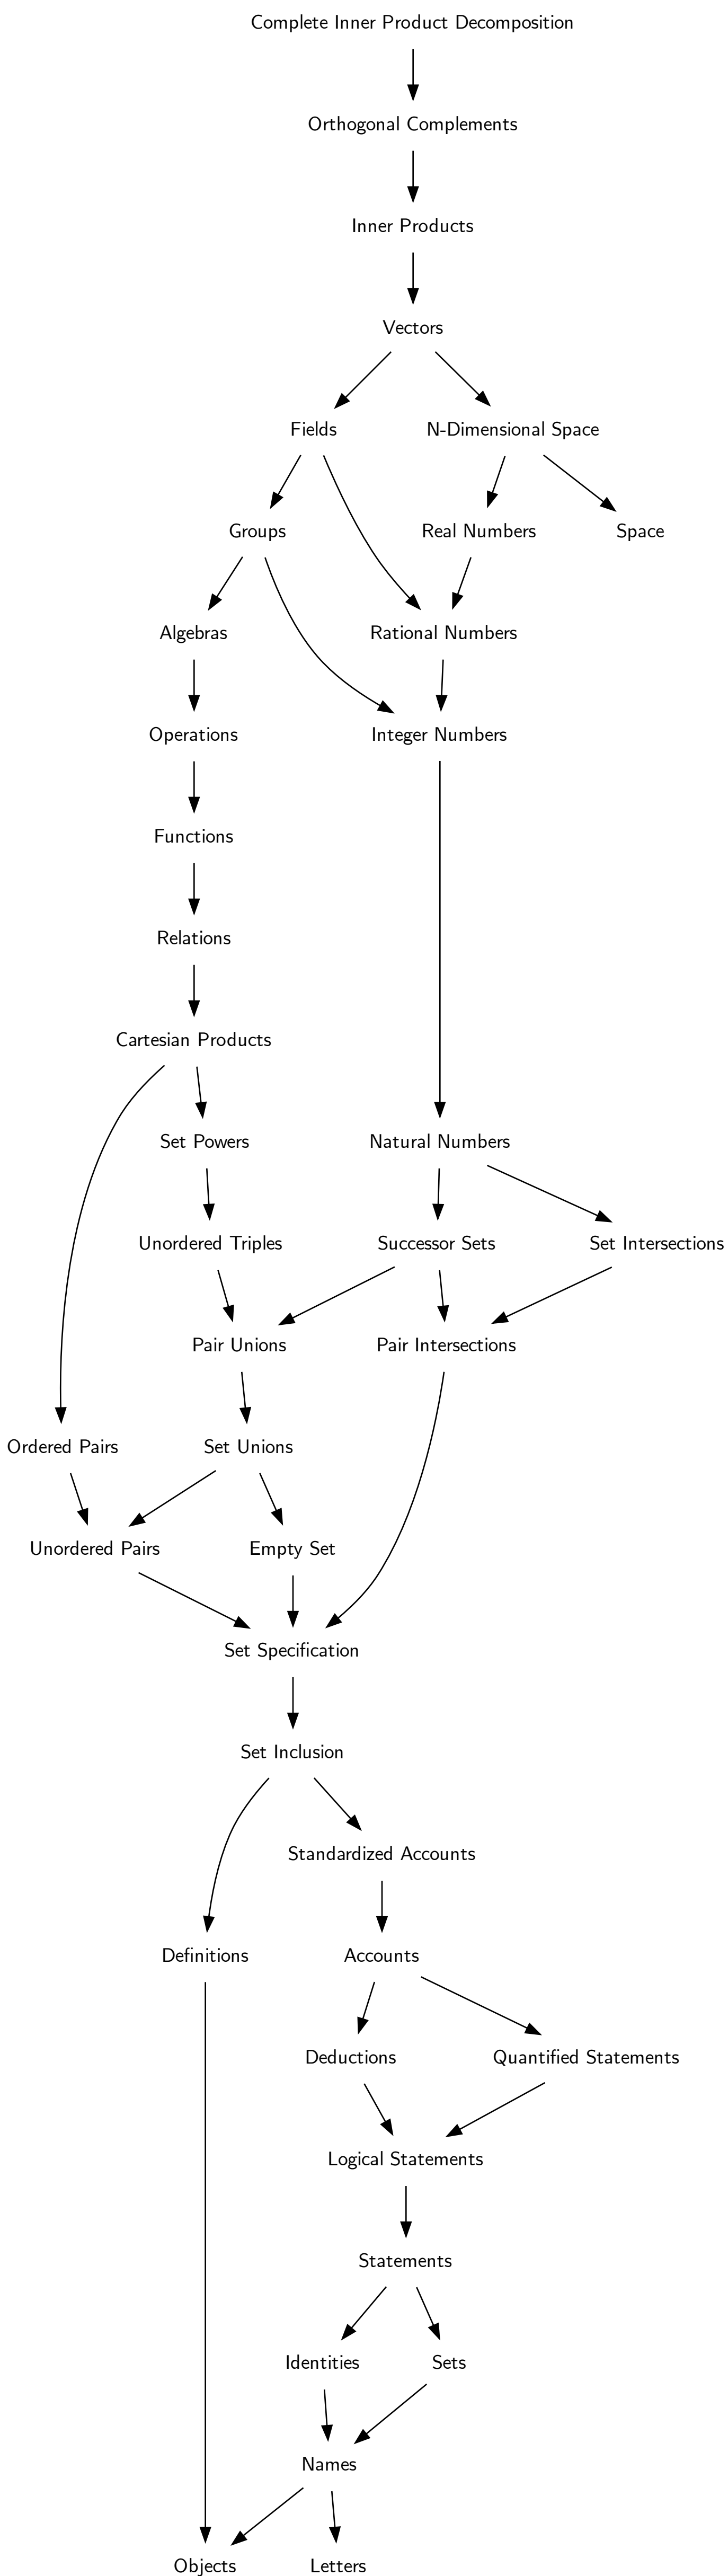 Complete Inner Product Decomposition
Orthogonal Complements
Inner Products
Vectors
Fields
N-Dimensional Space
Groups
Real Numbers
Space
Algebras
Rational Numbers
Operations
Integer Numbers
Functions
Relations
Cartesian Products
Set Powers
Natural Numbers
Unordered Triples
Successor Sets
Set Intersections
Pair Unions
Pair Intersections
Ordered Pairs
Set Unions
Unordered Pairs
Empty Set
Set Specification
Set Inclusion
Standardized Accounts
Definitions
Accounts
Deductions
Quantified Statements
Logical Statements
Statements
Identities
Sets
Names
Objects
Letters